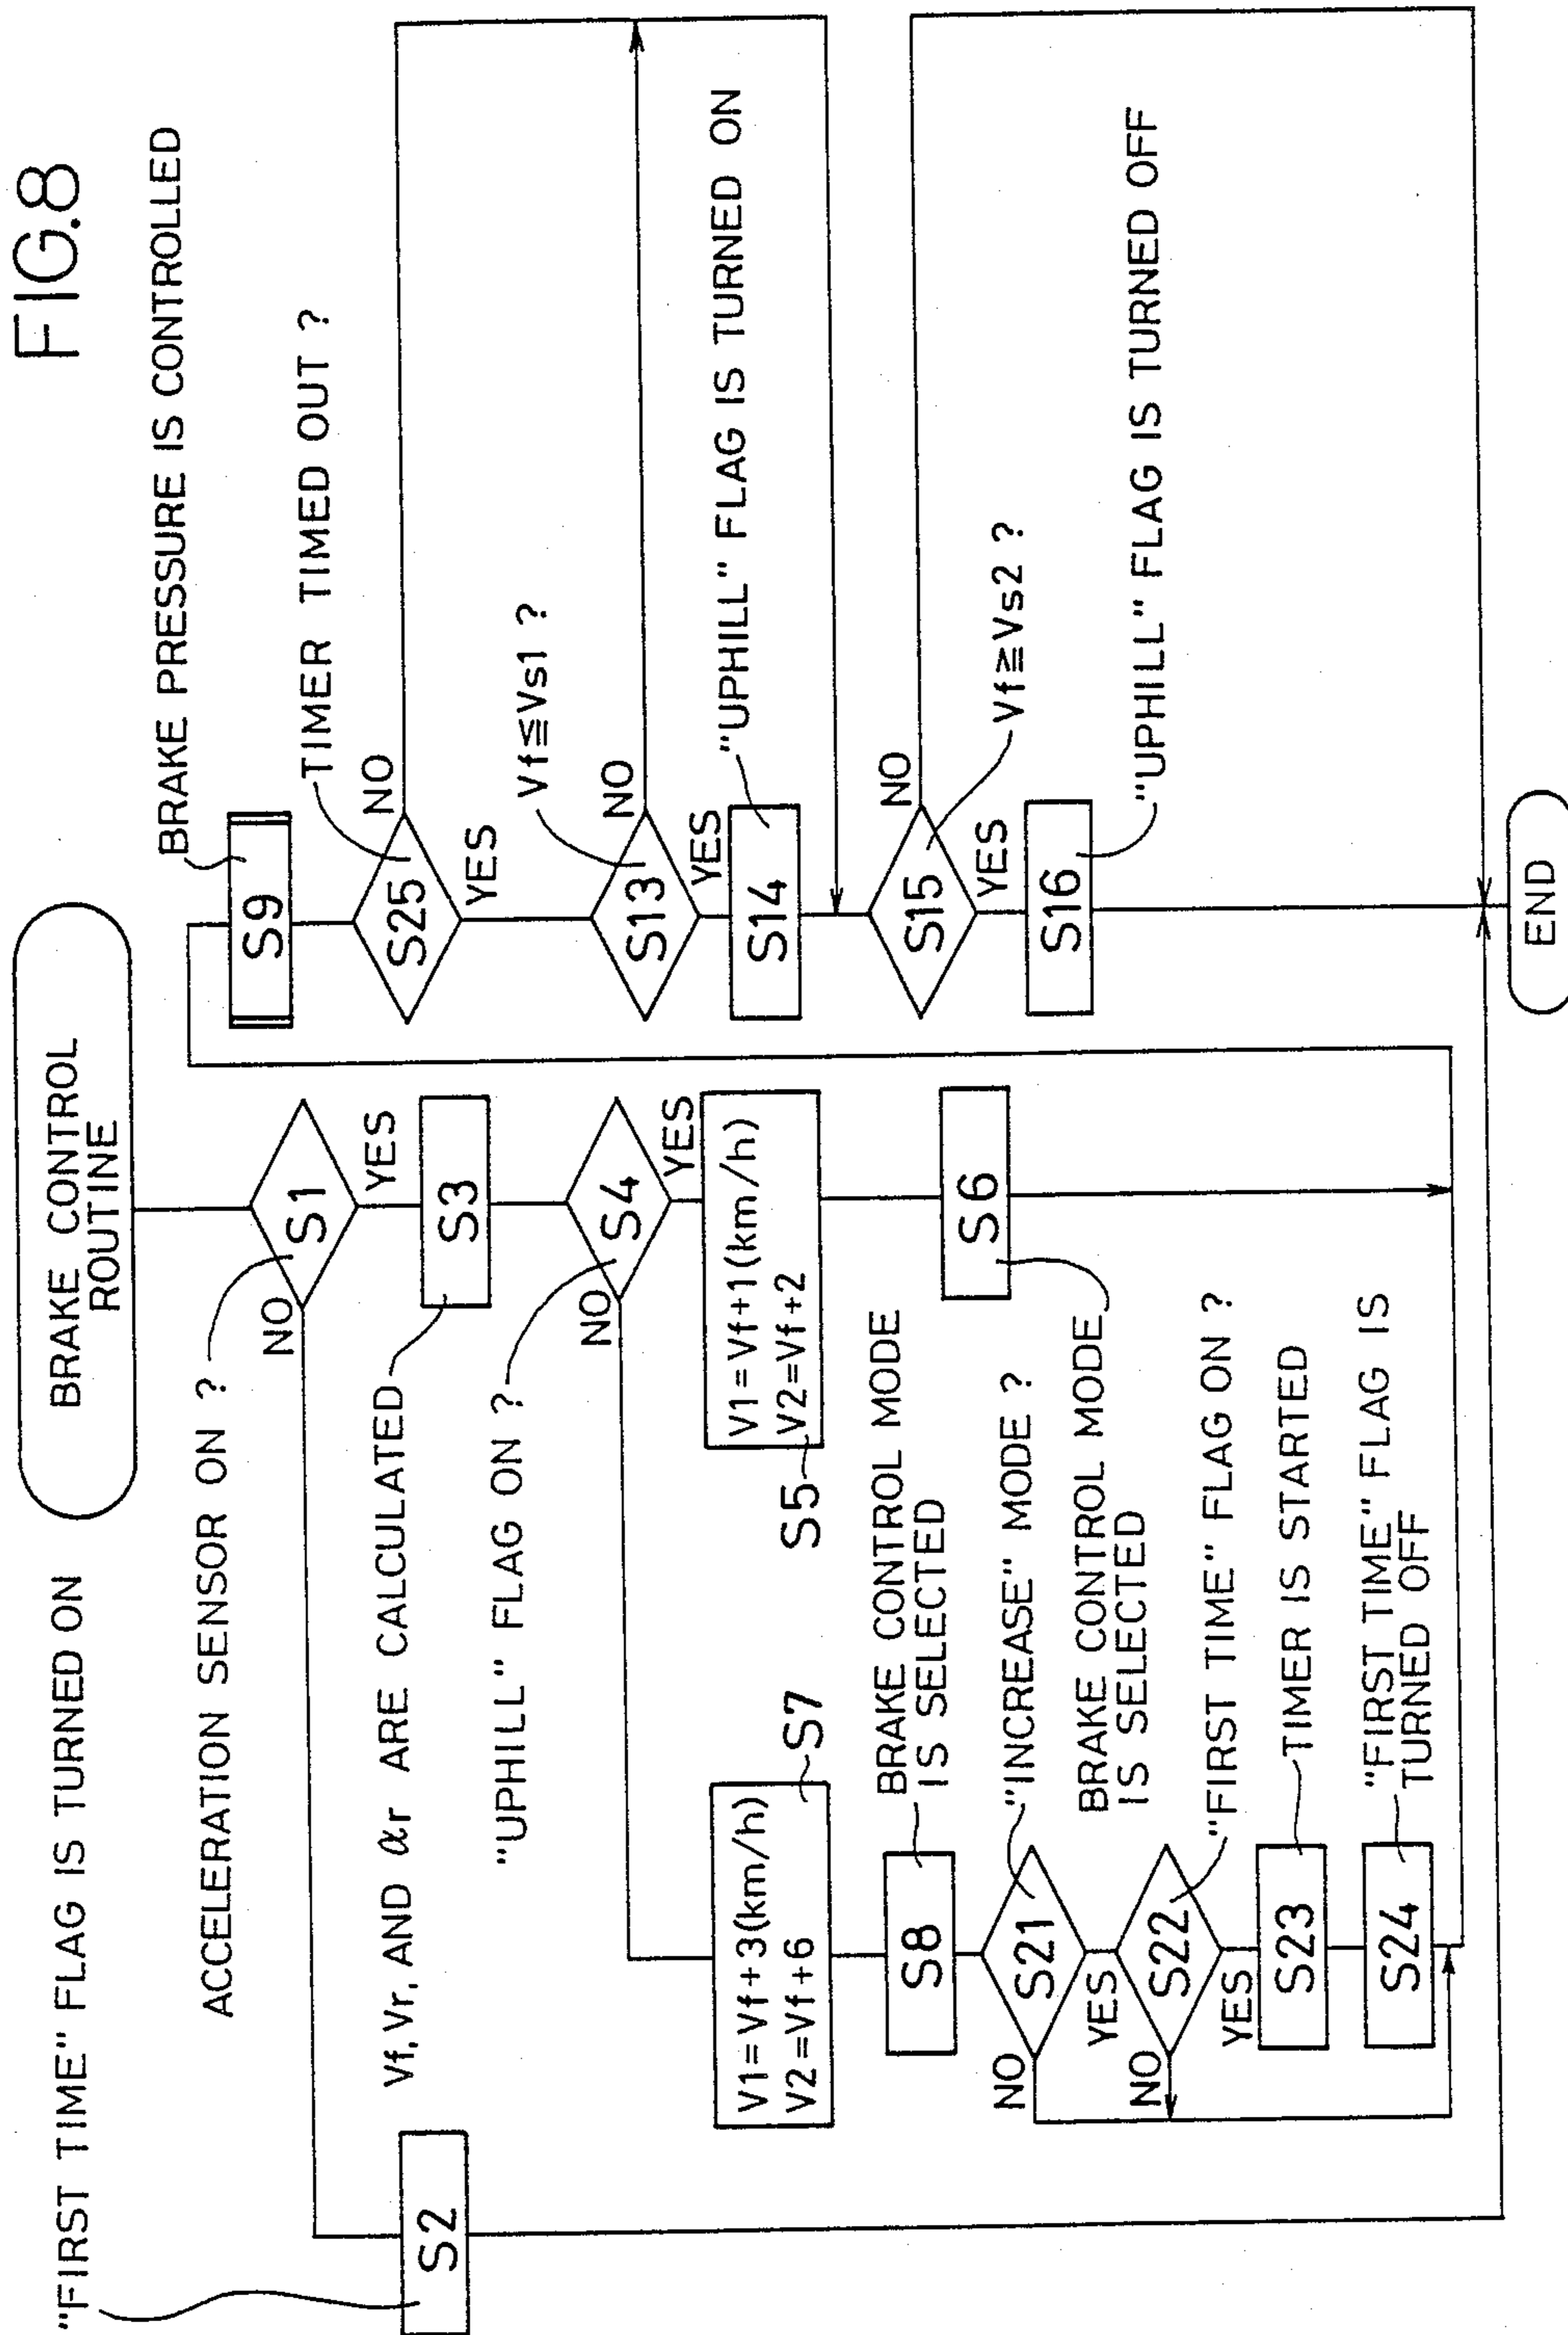 FIG.8
BRAKE CONTROL
ROUTINE
"FIRST TIME" FLAG IS TURNED ON
ACCELERATION SENSOR ON ?
S1
NO
YES
S2
Vf, Vr, AND αr ARE CALCULATED
S3
"UPHILL" FLAG ON ?
S4
NO
YES
V1=Vf+3(km/h)
V2=Vf+6
S7
V1=Vf+1(km/h)
V2=Vf+2
S5
S8
BRAKE CONTROL MODE
IS SELECTED
S6
BRAKE CONTROL MODE
IS SELECTED
S21
"INCREASE" MODE ?
NO
YES
S22
"FIRST TIME" FLAG ON ?
NO
YES
S23
TIMER IS STARTED
S24
"FIRST TIME" FLAG IS
TURNED OFF
BRAKE PRESSURE IS CONTROLLED
S9
TIMER TIMED OUT ?
S25
NO
YES
Vf≦Vs1 ?
S13
NO
YES
"UPHILL" FLAG IS TURNED ON
S14
Vf≧Vs2 ?
S15
NO
YES
"UPHILL" FLAG IS TURNED OFF
S16
END